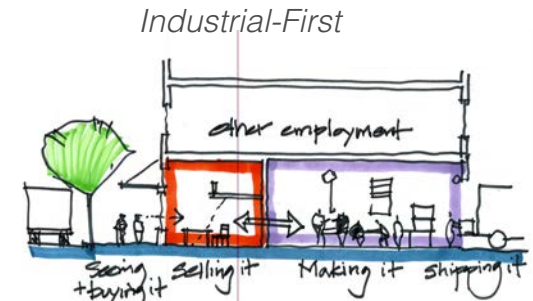 Industrial-First
other employment
Seeing selling it Making it shipping it
+buying it